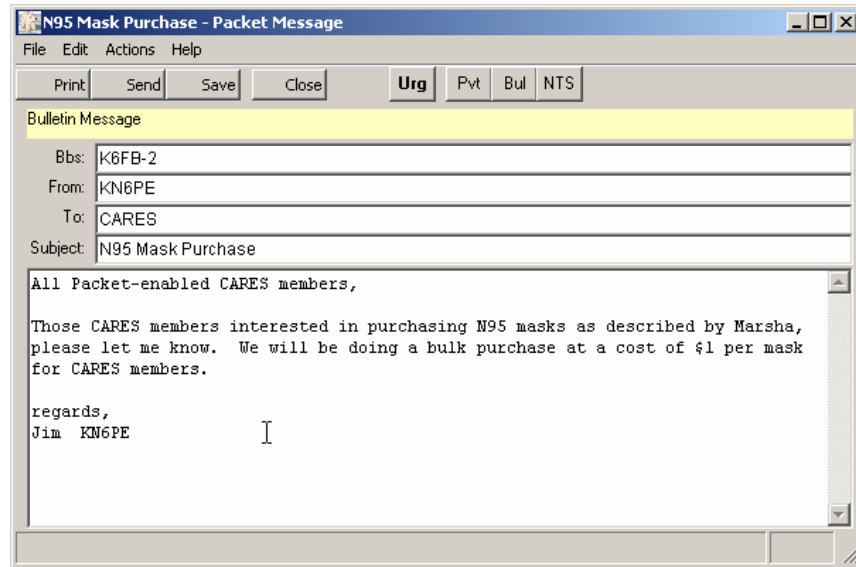 N95 Mask Purchase - Packet Message
File Edit Actions Help
Print Send Save Close Urg Pvt Bul NTS
Bulletin Message
Bbs: K6FB-2
From: KN6PE
To: CARES
Subject: N95 Mask Purchase
All Packet-enabled CARES members,
Those CARES members interested in purchasing N95 masks as described by Marsha,
please let me know.  We will be doing a bulk purchase at a cost of $1 per mask
for CARES members.
regards,
Jim  KN6PE